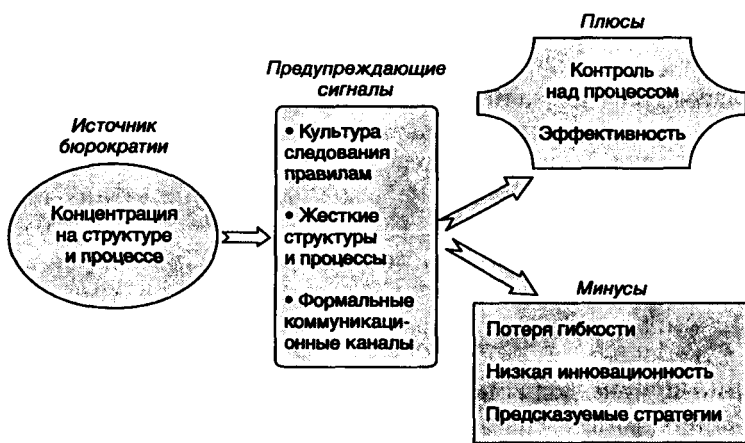 Источник
бюрократии
Концентрация
на структуре
и процессе
Предупреждающие
сигналы
• Культура
следования
правилам
• Жесткие
структуры
и процессы
• Формальные
коммуникаци-
онные каналы
Плюсы
Контроль
над процессом
Эффективность
Минусы
Потеря гибкости
Низкая инновационность
Предсказуемые стратегии